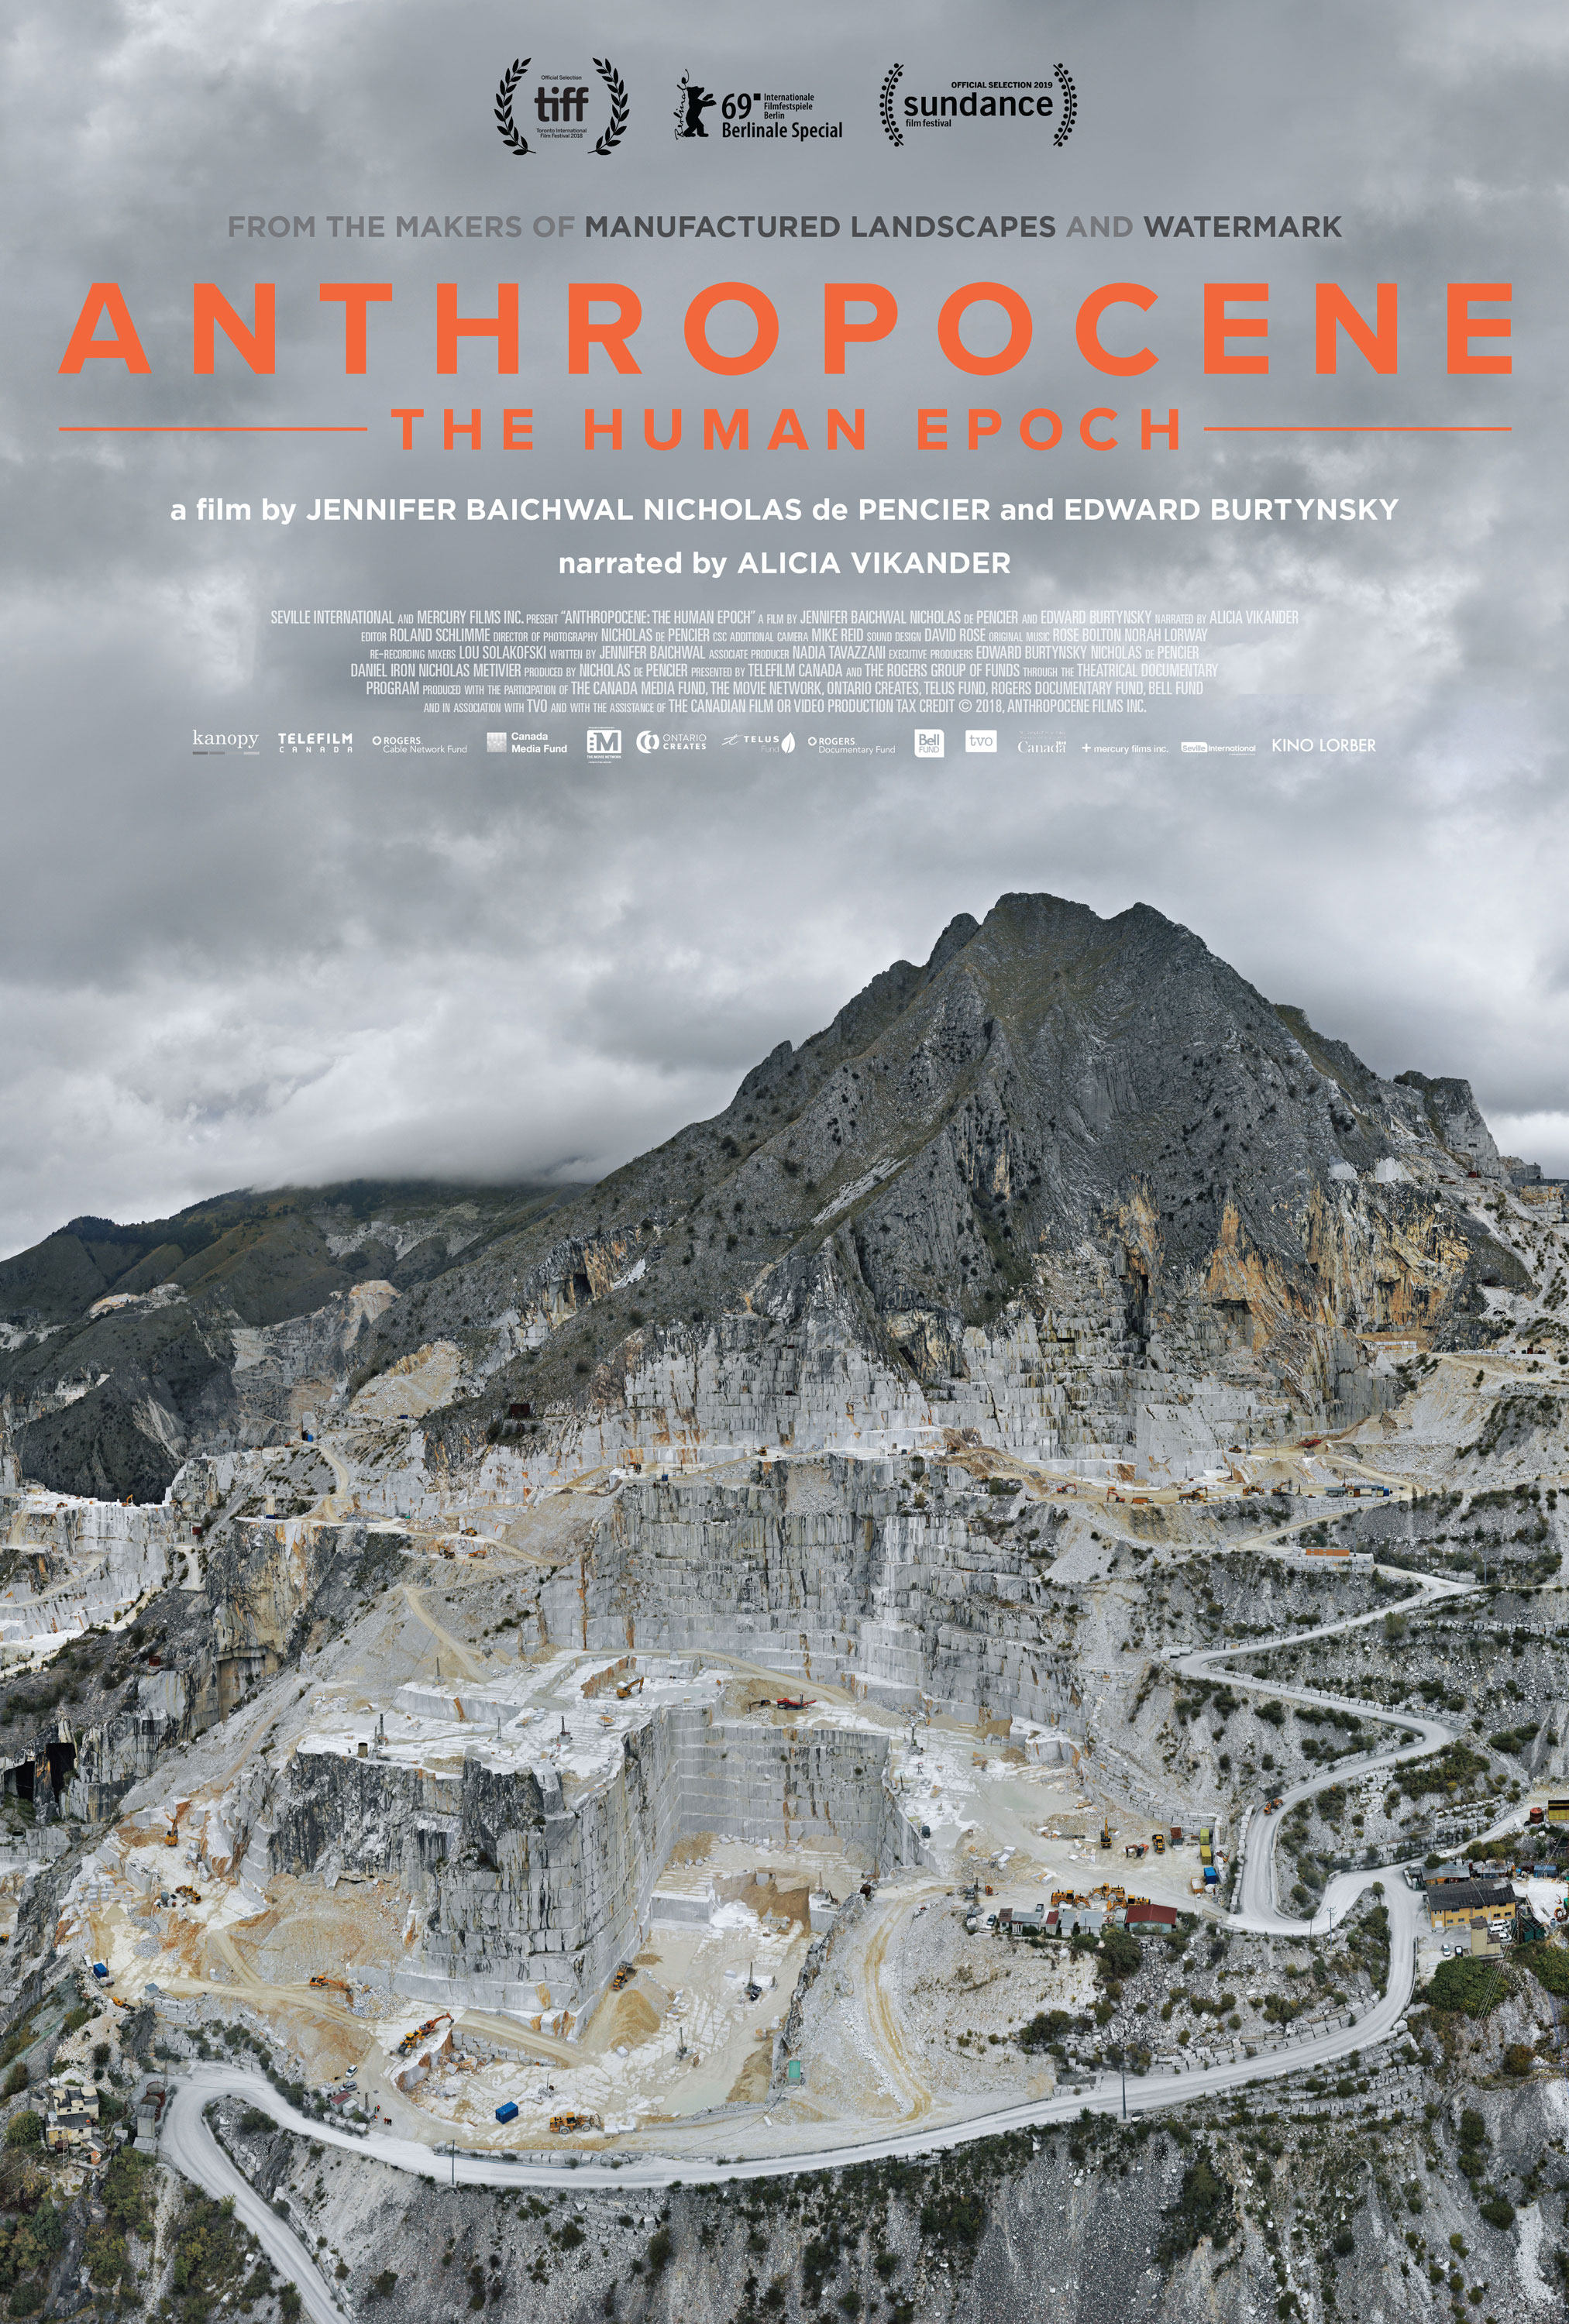 Official Selection
tiff
Toronto International
Film Festival 2018
Berlinale
69 Internationale
Filmfestspiele
Berlin
Berlinale Special
OFFICIAL SELECTION 2019
sundance
film festival
FROM THE MAKERS OF MANUFACTURED LANDSCAPES AND WATERMARK
ANTHROPOCENE
THE HUMAN EPOCH
a film by JENNIFER BAICHWAL NICHOLAS de PENCIER and EDWARD BURTYNSKY
narrated by ALICIA VIKANDER
SEVILLE INTERNATIONAL AND MERCURY FILMS INC. PRESENT "ANTHROPOCENE: THE HUMAN EPOCH" A FILM BY JENNIFER BAICHWAL NICHOLAS DE PENCIER AND EDWARD BURTYNSKY NARRATED BY ALICIA VIKANDER
EDITOR ROLAND SCHLIMME DIRECTOR OF PHOTOGRAPHY NICHOLAS DE PENCIER CSC ADDITIONAL CAMERA MIKE REID SOUND DESIGN DAVID ROSE ORIGINAL MUSIC ROSE BOLTON NORAH LORWAY
RE-RECORDING MIXERS LOU SOLAKOFSKI WRITTEN BY JENNIFER BAICHWAL ASSOCIATE PRODUCER NADIA TAVAZZANI EXECUTIVE PRODUCERS EDWARD BURTYNSKY NICHOLAS DE PENCIER
DANIEL IRON NICHOLAS METIVIER PRODUCED BY NICHOLAS DE PENCIER PRESENTED BY TELEFILM CANADA AND THE ROGERS GROUP OF FUNDS THROUGH THE THEATRICAL DOCUMENTARY
PROGRAM PRODUCED WITH THE PARTICIPATION OF THE CANADA MEDIA FUND, THE MOVIE NETWORK, ONTARIO CREATES, TELUS FUND, ROGERS DOCUMENTARY FUND, BELL FUND
AND IN ASSOCIATION WITH TVO AND WITH THE ASSISTANCE OF THE CANADIAN FILM OR VIDEO PRODUCTION TAX CREDIT © 2018, ANTHROPOCENE FILMS INC.
kanopy
TELEFILM
CANADA
ROGERS
Cable Network Fund
Canada
Media Fund
M
THE MOVIE NETWORK
ONTARIO
CREATES
TELUS
Fund
ROGERS
Documentary Fund
Bell
FUND
tvo
Canada
mercury films inc.
Seville International
KINO LORBER